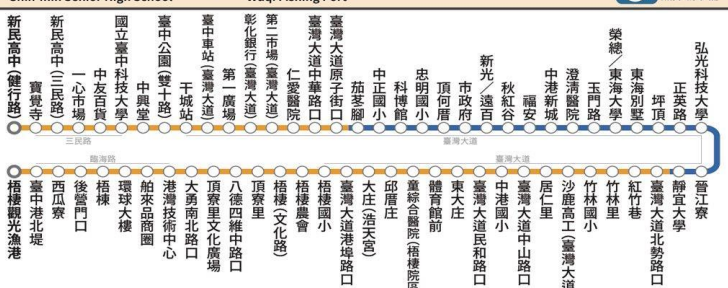 新民高中(健行路)
寶覺寺
新民高中(三民路)
一心市場
中友百貨
國立臺中科技大學
中興堂
臺中公園(雙十路)
干城站
臺中車站(臺灣大道)
第一廣場
彰化銀行(臺灣大道)
第二市場(臺灣大道)
仁愛醫院
臺灣大道中華路口
臺灣大道原子街口
茄苳腳
中正國小
科博館
忠明國小
頂何厝
市政府
新光/遠百
秋紅谷
福安
中港新城
澄清醫院
玉門路
榮總/東海大學
東海別墅
坪頂
正英路
弘光科技大學
三民路
臺灣大道
臨海路
臺灣大道
梧棲觀光漁港
臺中港北堤
西瓜寮
後營門口
梧棟
環球大樓
舶來品商圈
港灣技術中心
大勇南北路口
頂寮里文化廣場
八德四維中路口
頂寮里
梧棲(文化路)
梧棲農會
梧棲國小
臺灣大道港埠路口
大庄(浩天宮)
邱厝庄
童綜合醫院(梧棲院區
體育館前
東大庄
臺灣大道民和路口
中港國小
臺灣大道中山路口
居仁里
沙鹿高工(臺灣大道
竹林國小
竹林里
紅竹巷
臺灣大道北勢路口
靜宜大學
晉江寮